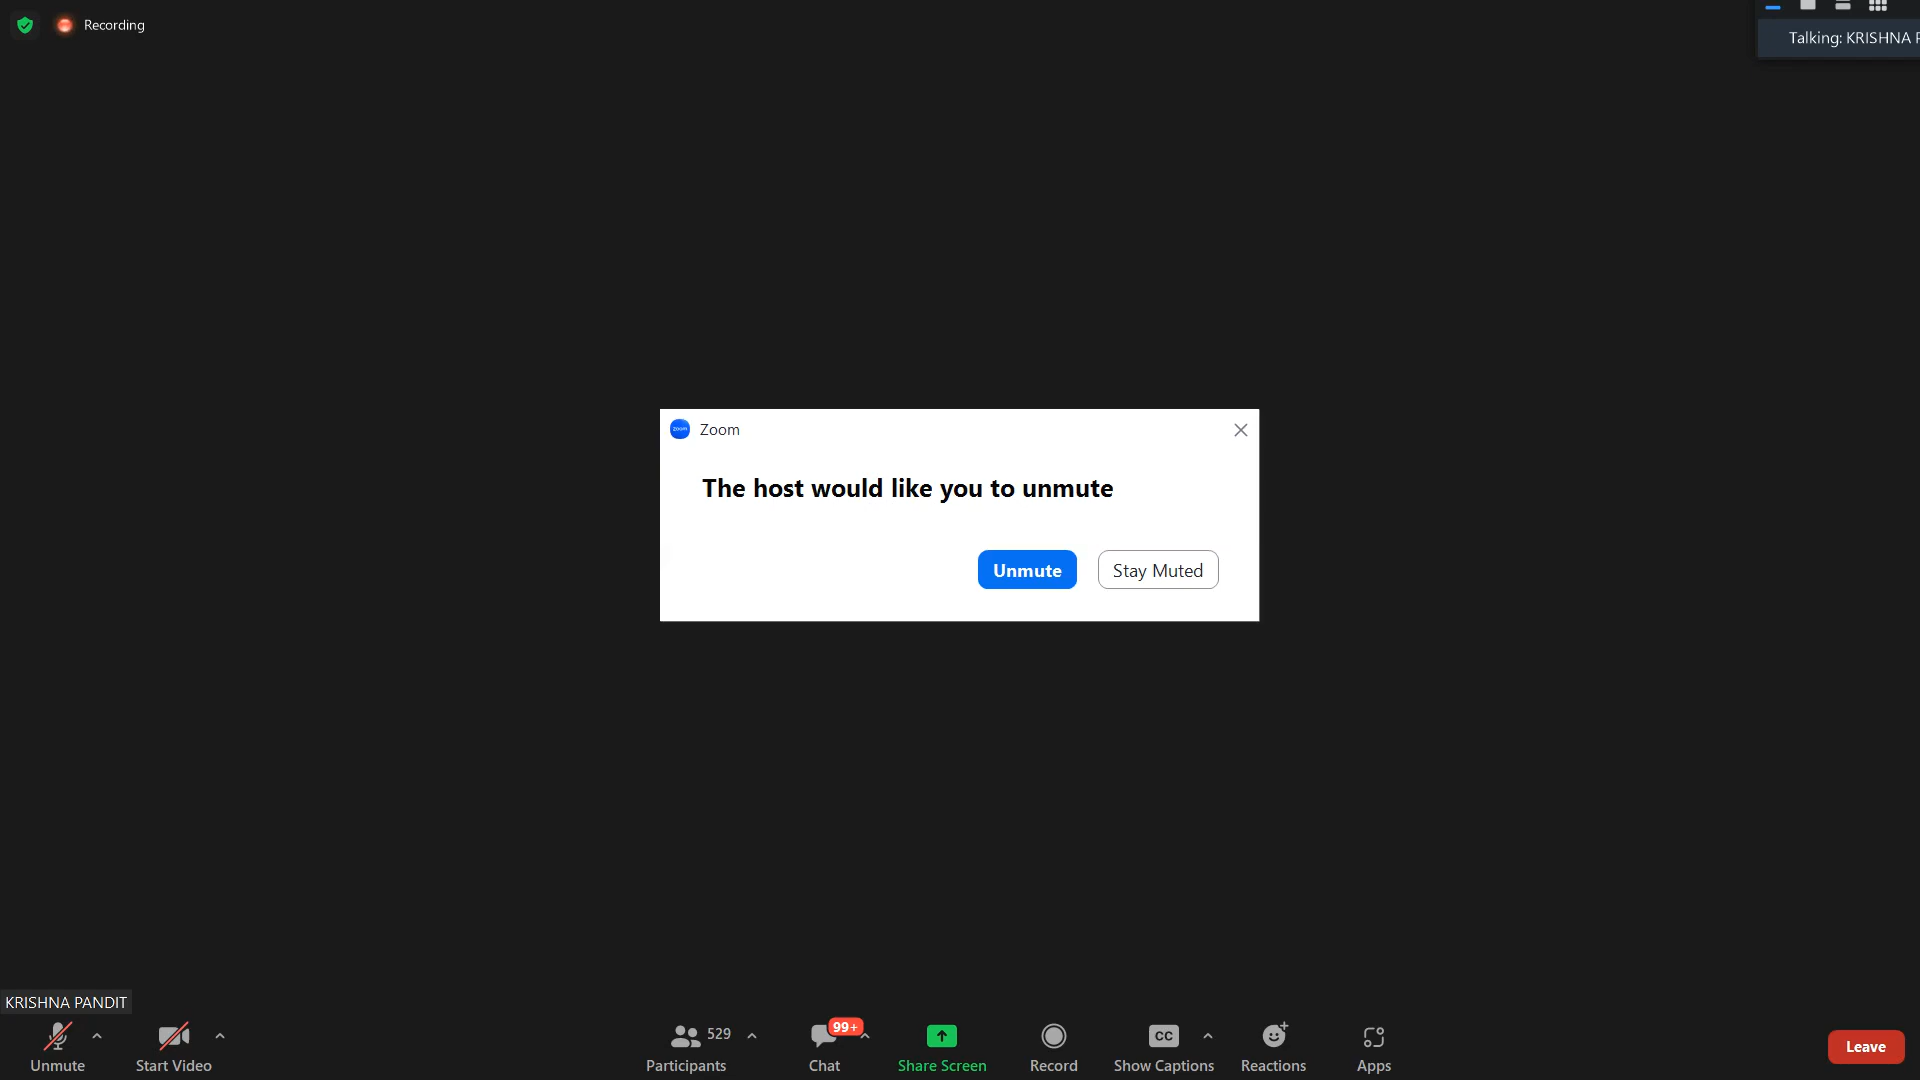 Recording
Talking: KRISHNA P
zoom Zoom
The host would like you to unmute
Unmute Stay Muted
KRISHNA PANDIT
529 99+ CC
Unmute Start Video Participants Chat Share Screen Record Show Captions Reactions Apps Leave